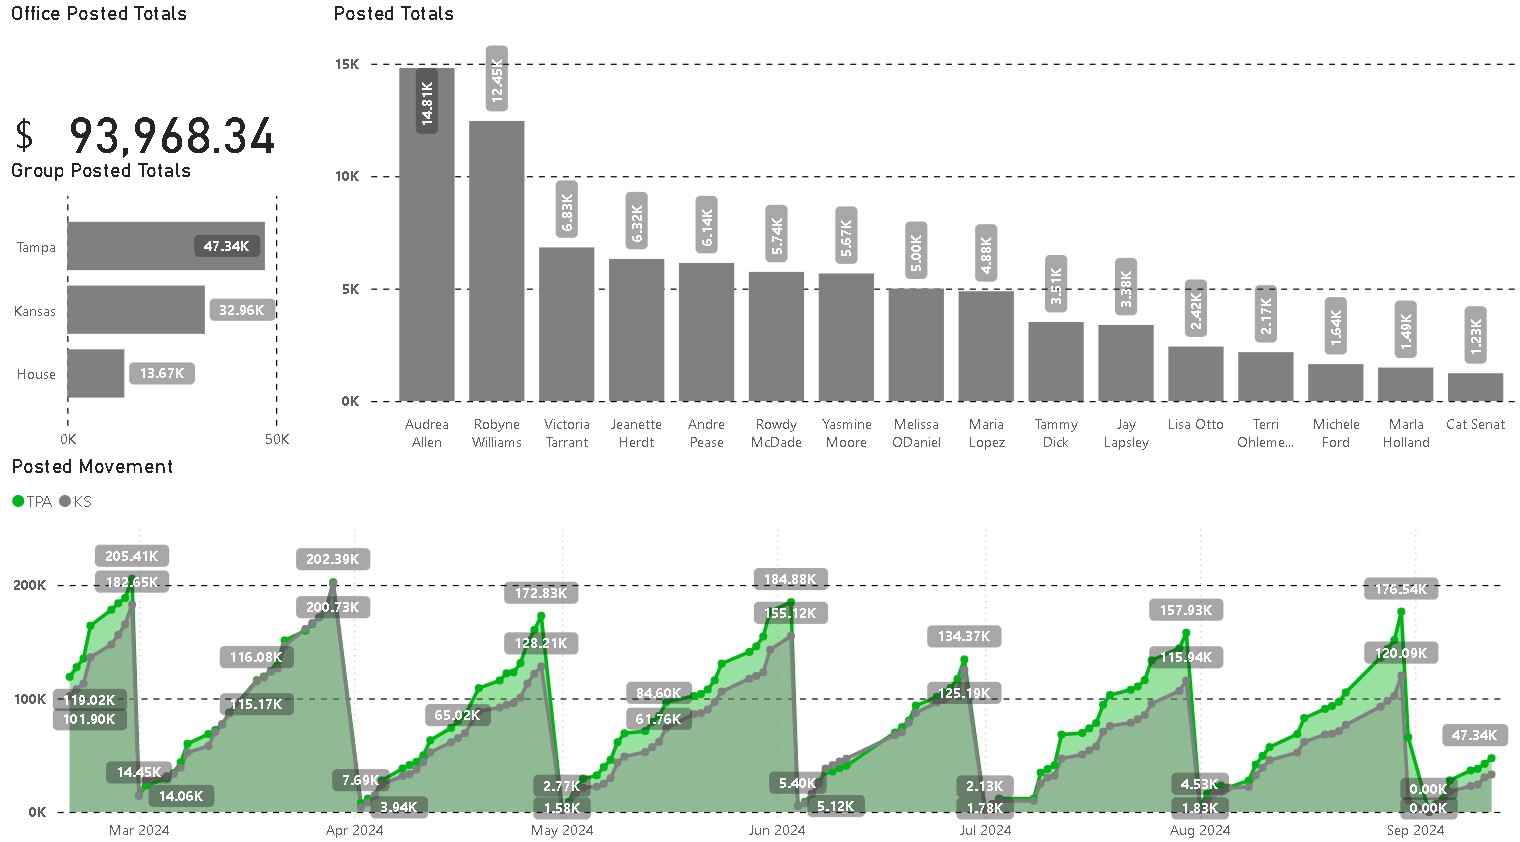 Office Posted Totals
$ 93,968.34
Group Posted Totals
Tampa 47.34K
Kansas 32.96K
House 13.67K
0K 50K
Posted Totals
15K
10K
5K
0K
14.81K
12.45K
6.83K
6.32K
6.14K
5.74K
5.67K
5.00K
4.88K
3.51K
3.38K
2.42K
2.17K
1.64K
1.49K
1.23K
Audrea
Allen
Robyne
Williams
Victoria
Tarrant
Jeanette
Herdt
Andre
Pease
Rowdy
McDade
Yasmine
Moore
Melissa
ODaniel
Maria
Lopez
Tammy
Dick
Jay
Lapsley
Lisa Otto
Terri
Ohleme...
Michele
Ford
Marla
Holland
Cat Senat
Posted Movement
TPA KS
200K
100K
0K
205.41K
182.65K
119.02K
101.90K
14.45K
14.06K
116.08K
115.17K
202.39K
200.73K
7.69K
3.94K
65.02K
172.83K
128.21K
2.77K
1.58K
84.60K
61.76K
184.88K
155.12K
5.40K
5.12K
134.37K
125.19K
2.13K
1.78K
157.93K
115.94K
4.53K
1.83K
176.54K
120.09K
0.00K
0.00K
47.34K
Mar 2024 Apr 2024 May 2024 Jun 2024 Jul 2024 Aug 2024 Sep 2024